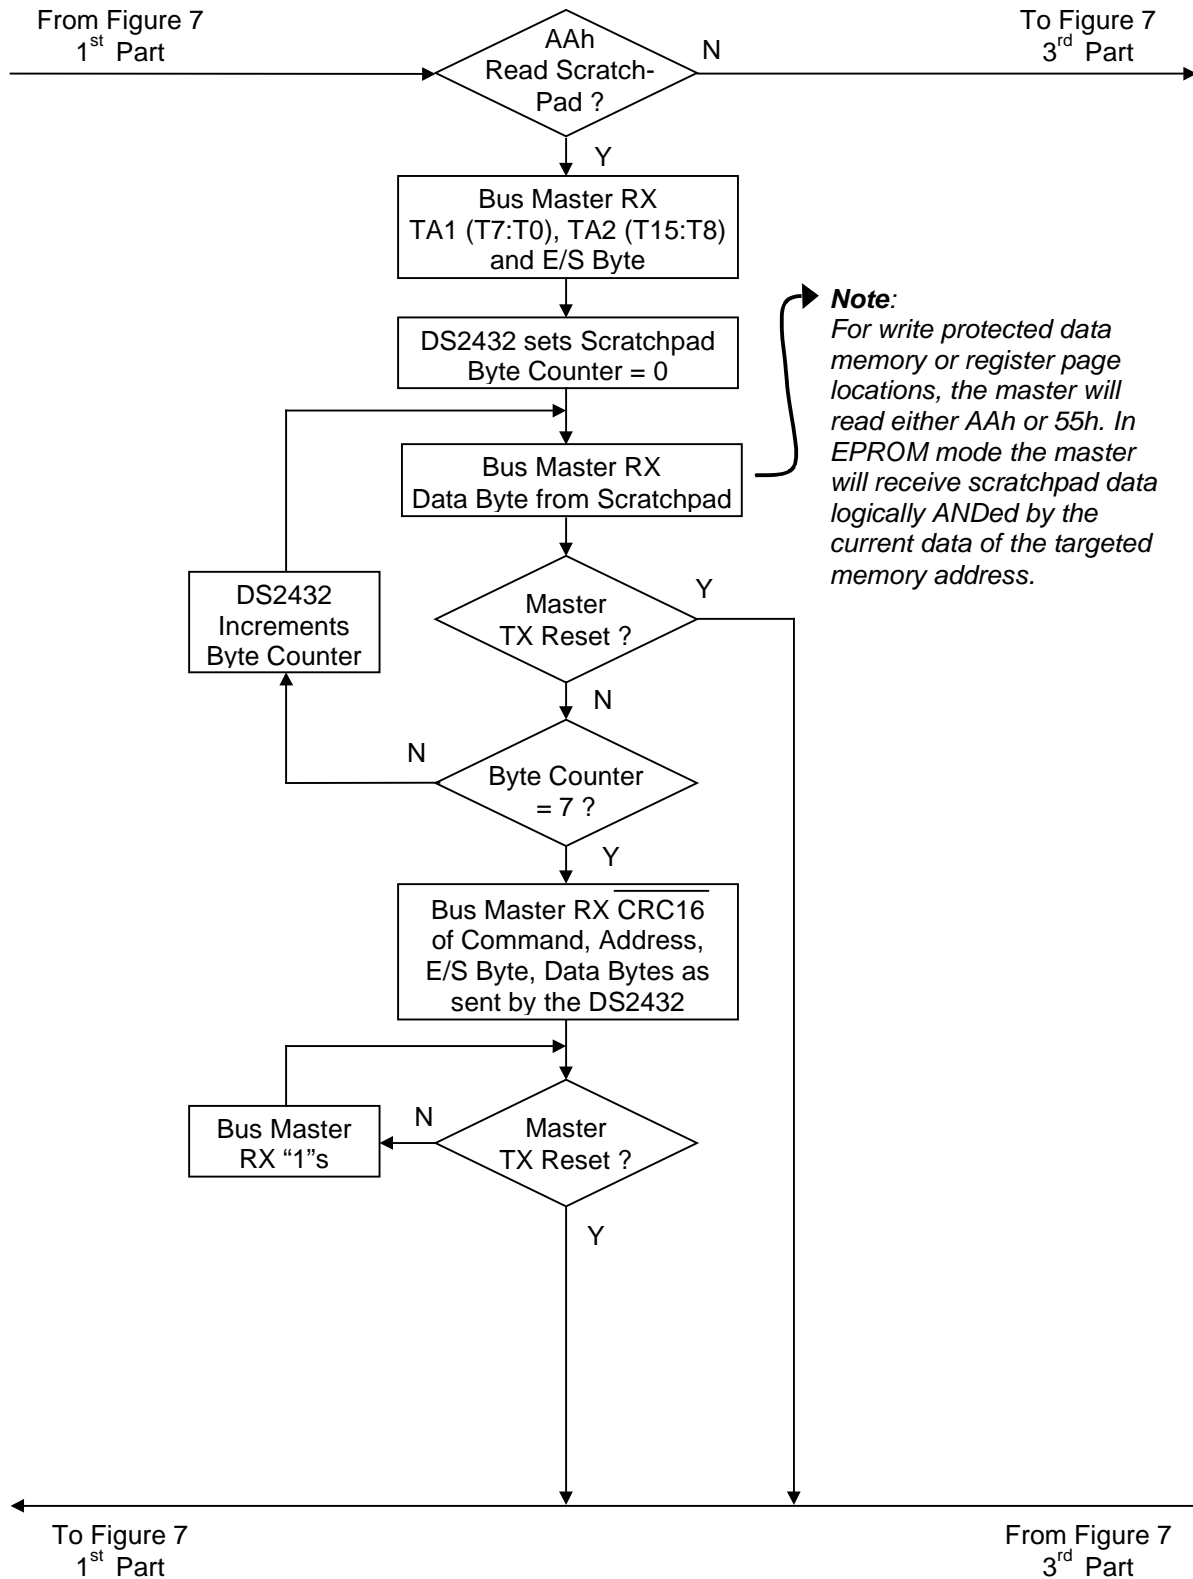 From Figure 7
1st Part
AAh
Read Scratch-
Pad ?
N
To Figure 7
3rd Part
Y
Bus Master RX
TA1 (T7:T0), TA2 (T15:T8)
and E/S Byte
DS2432 sets Scratchpad
Byte Counter = 0
Note:
For write protected data
memory or register page
locations, the master will
read either AAh or 55h. In
EPROM mode the master
will receive scratchpad data
logically ANDed by the
current data of the targeted
memory address.
Bus Master RX
Data Byte from Scratchpad
DS2432
Increments
Byte Counter
Master
TX Reset ?
Y
N
N
Byte Counter
= 7 ?
Y
Bus Master RX CRC16
of Command, Address,
E/S Byte, Data Bytes as
sent by the DS2432
Bus Master
RX “1”s
N
Master
TX Reset ?
Y
To Figure 7
1st Part
From Figure 7
3rd Part